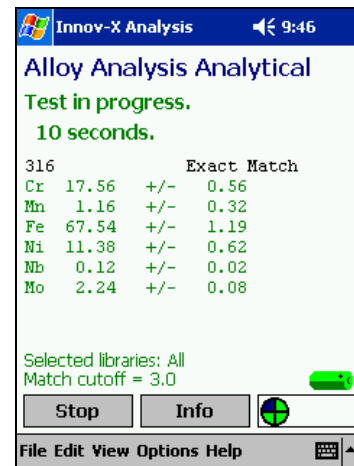 Innov-X Analysis 9:46
Alloy Analysis Analytical
Test in progress.
10 seconds.
316 Exact Match
Cr 17.56 +/- 0.56
Mn 1.16 +/- 0.32
Fe 67.54 +/- 1.19
Ni 11.38 +/- 0.62
Nb 0.12 +/- 0.02
Mo 2.24 +/- 0.08
Selected libraries: All
Match cutoff = 3.0
Stop Info
File Edit View Options Help